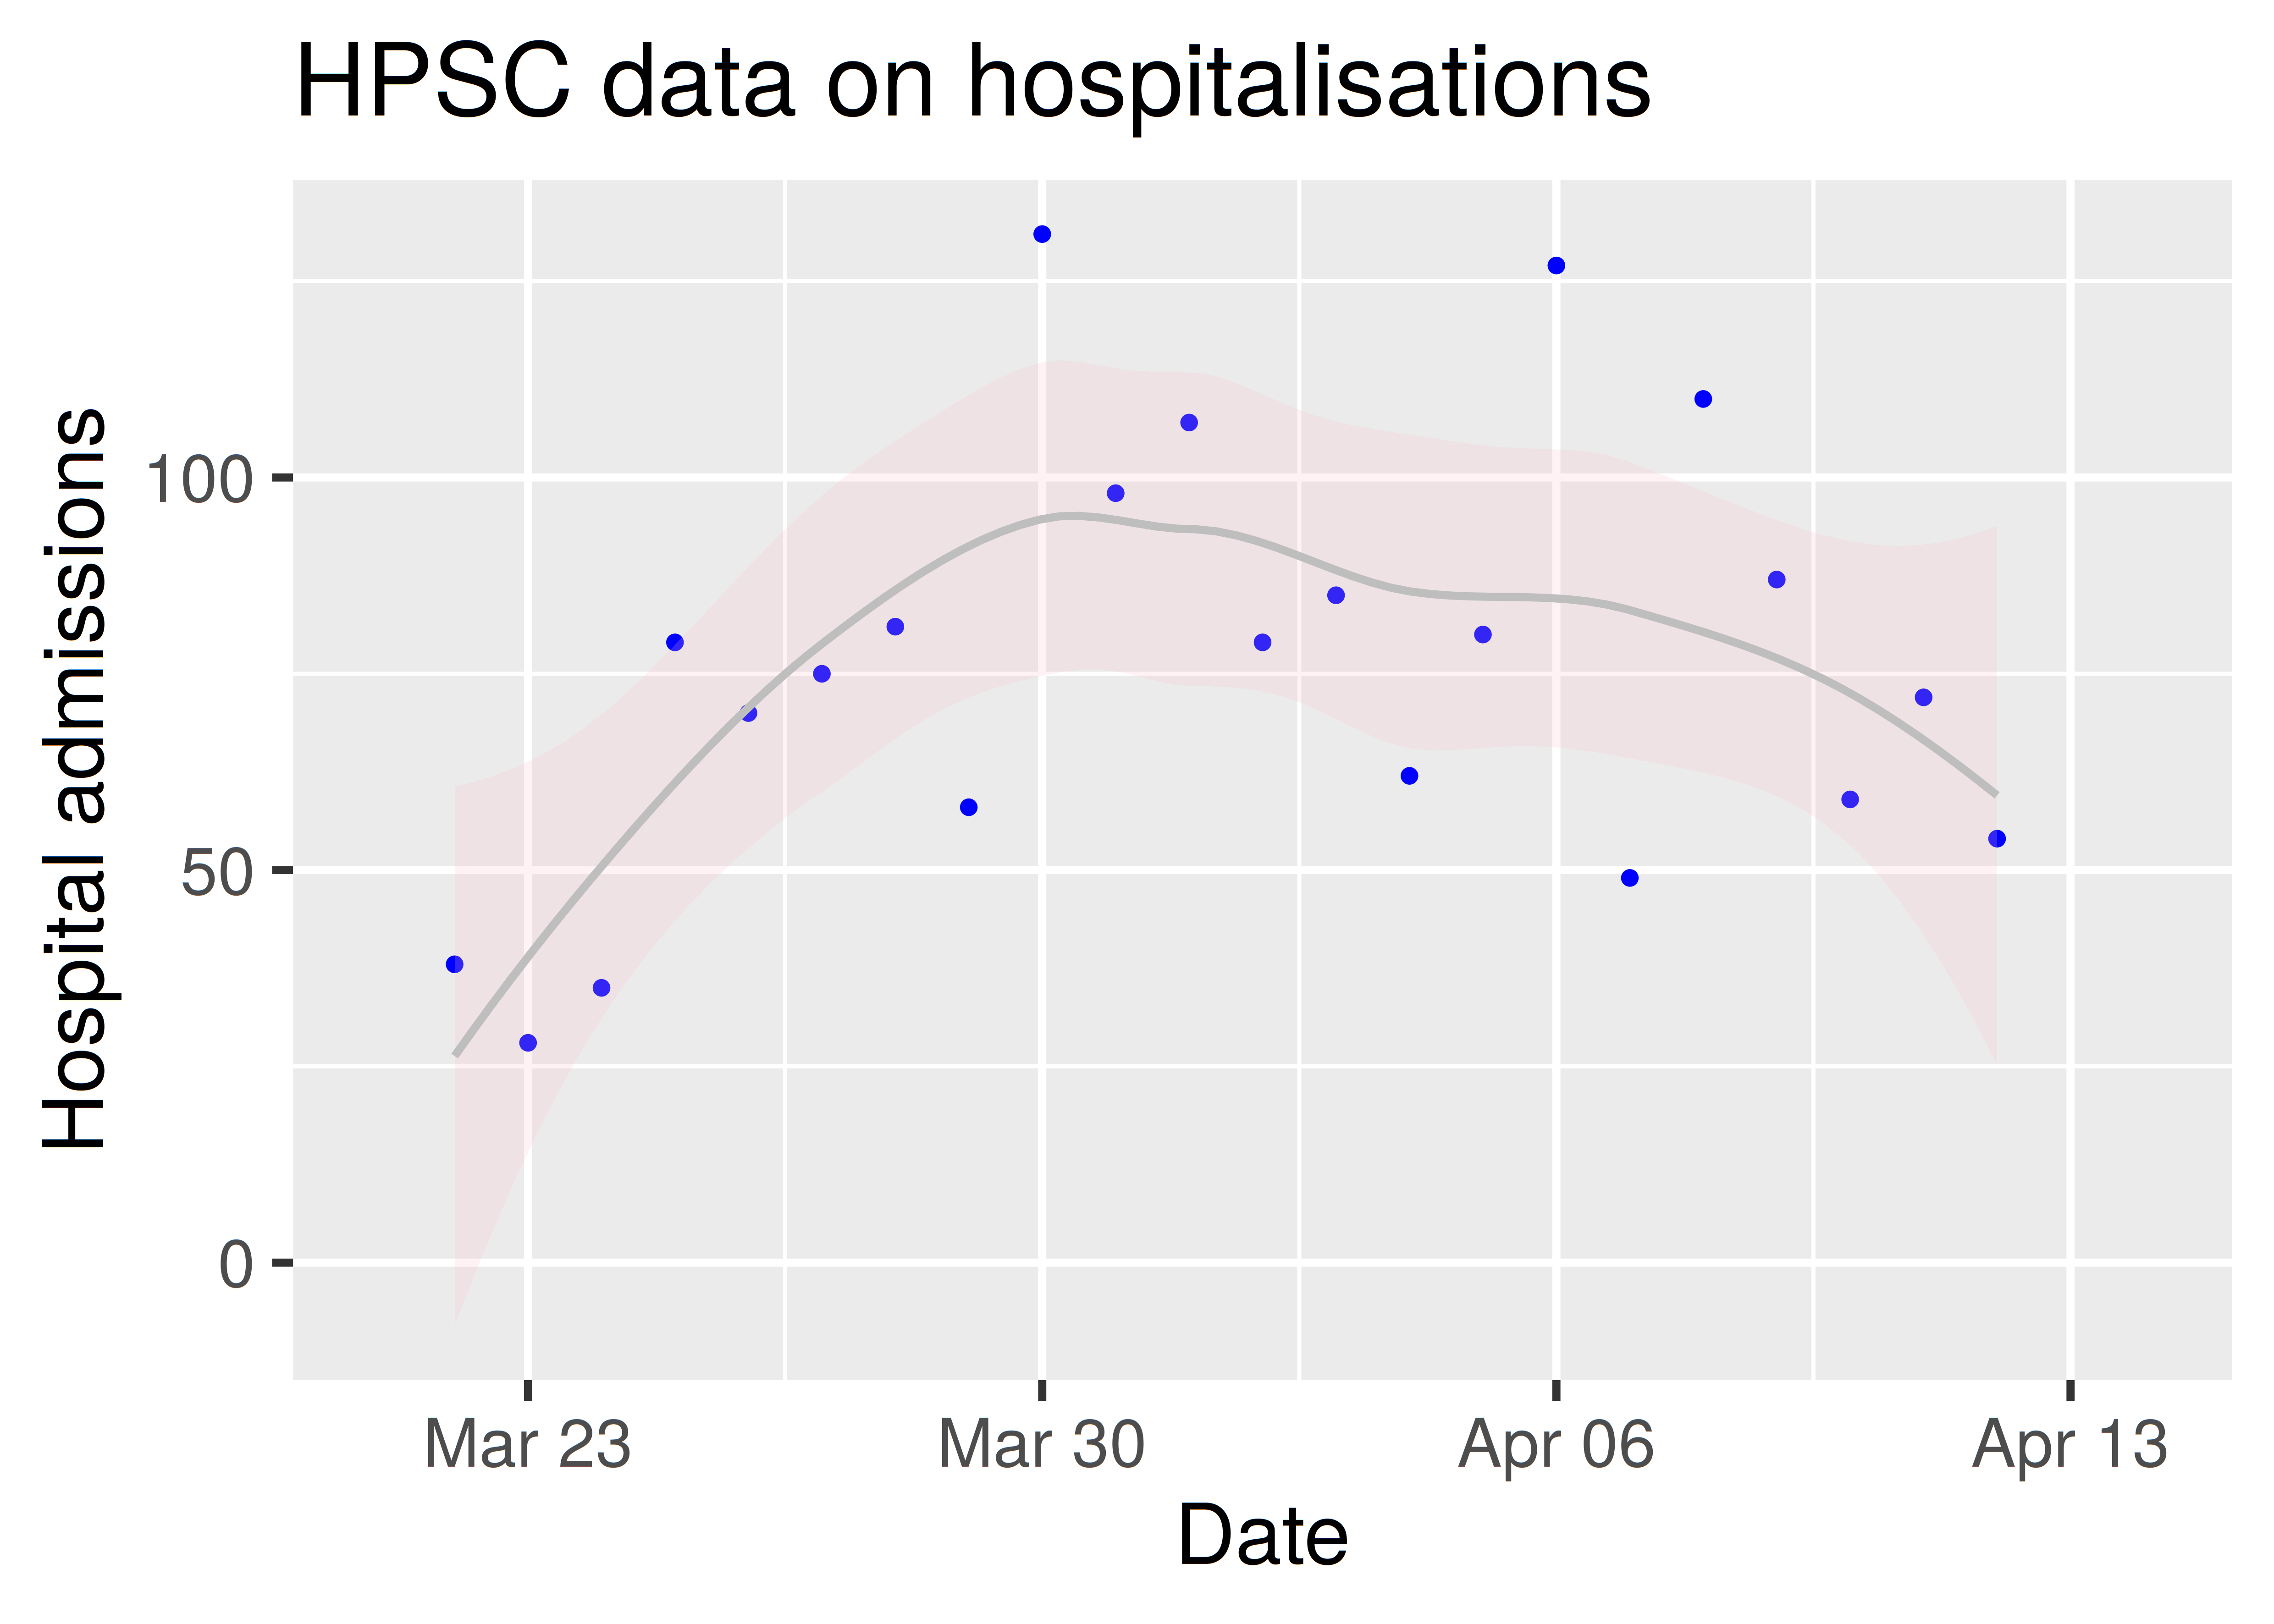 HPSC data on hospitalisations
Hospital admissions
100
50
0
Mar 23 Mar 30 Apr 06 Apr 13
Date